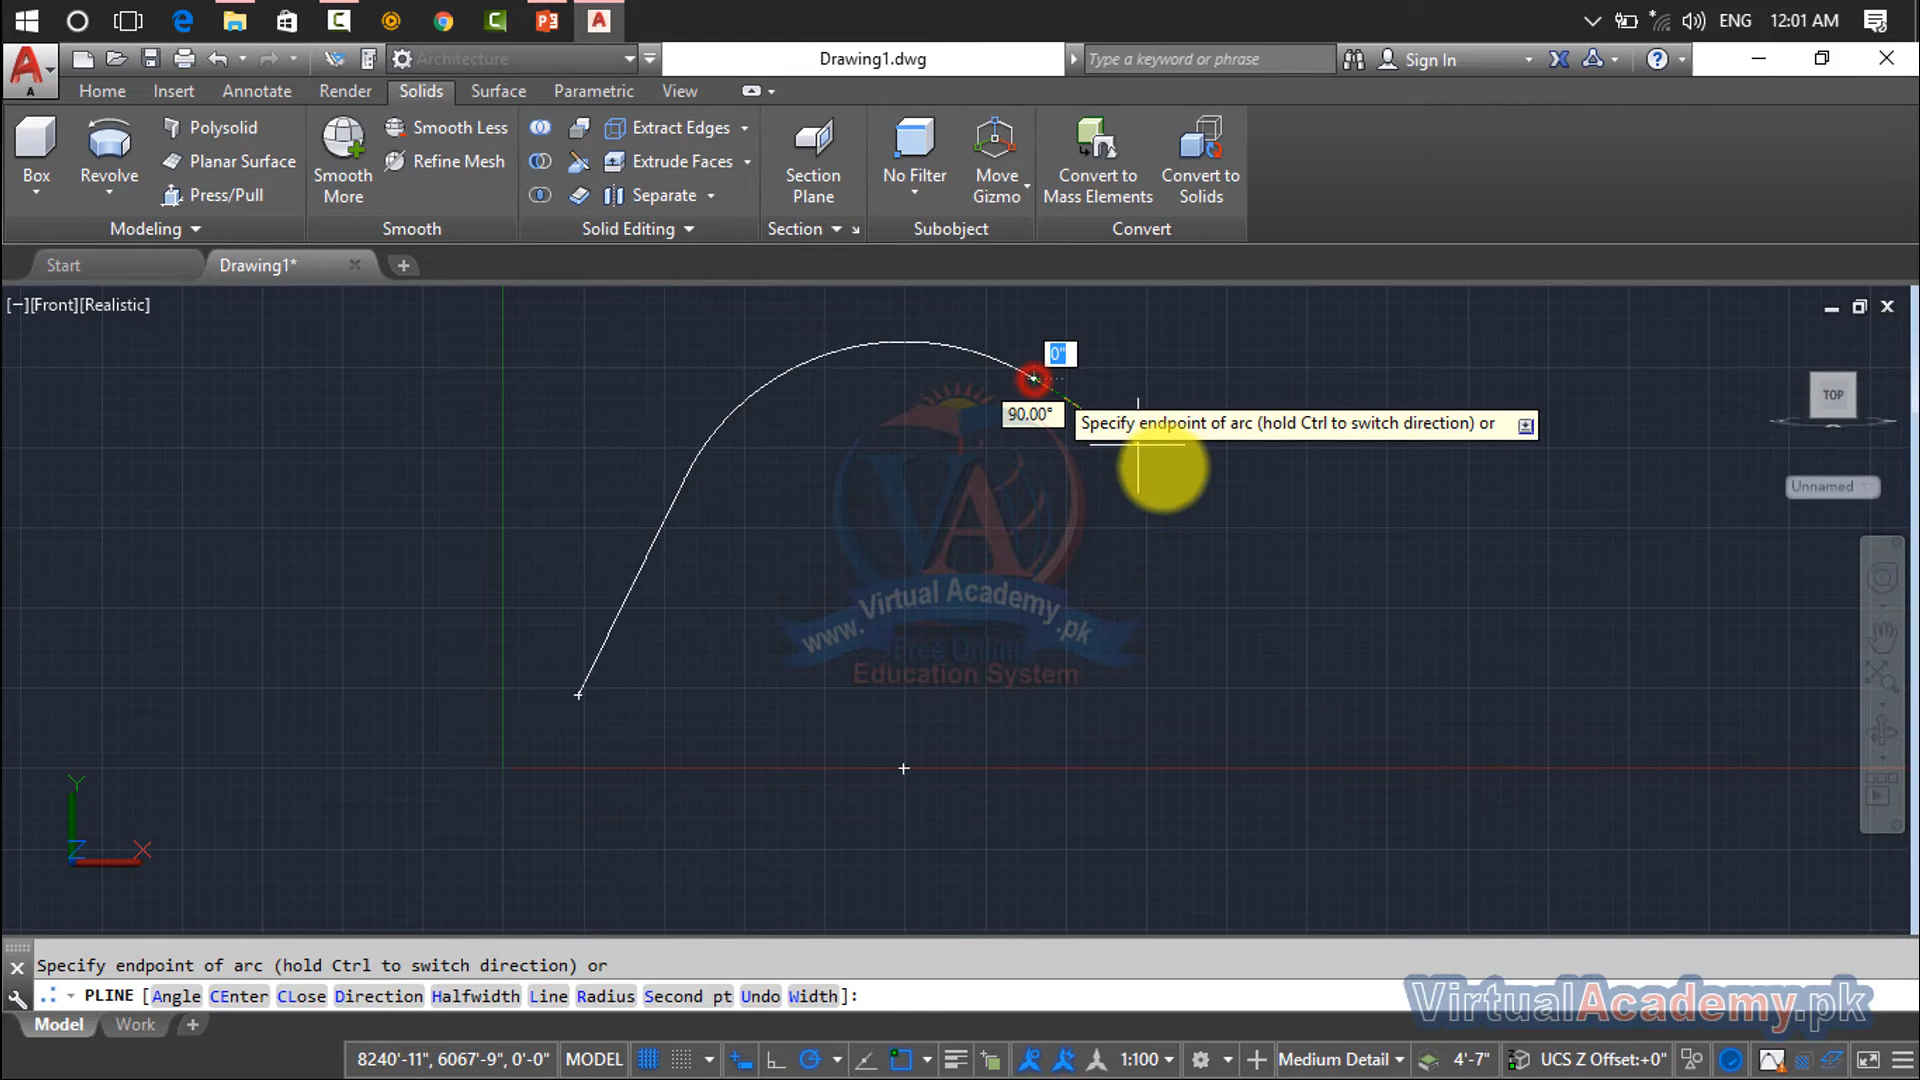 ENG 12:01 AM
Architecture
Drawing1.dwg
Type a keyword or phrase
Sign In
A
Home Insert Annotate Render Solids Surface Parametric View
Box
Revolve
Polysolid
Planar Surface
Press/Pull
Modeling
Smooth More
Smooth Less
Refine Mesh
Smooth
Extract Edges
Extrude Faces
Separate
Solid Editing
Section Plane
Section
No Filter
Move Gizmo
Subobject
Convert to Mass Elements
Convert to Solids
Convert
Start
Drawing1*
[−][Front][Realistic]
0"
90.00°
Specify endpoint of arc (hold Ctrl to switch direction) or
TOP
Unnamed
VA
www.Virtual Academy.pk
Free Online
Education System
Y
Z
X
Specify endpoint of arc (hold Ctrl to switch direction) or
PLINE [Angle CEnter CLose Direction Halfwidth Line Radius Second pt Undo Width]:
VirtualAcademy.pk
Model Work
8240'-11", 6067'-9", 0'-0" MODEL 1:100 Medium Detail 4'-7" UCS Z Offset:+0"